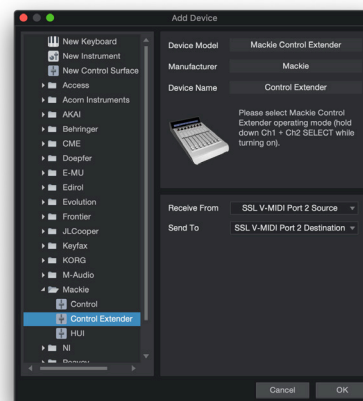 Add Device
New Keyboard
New Instrument
New Control Surface
Access
Acorn Instruments
AKAI
Behringer
CME
Doepfer
E-MU
Edirol
Evolution
Frontier
JLCooper
Keyfax
KORG
M-Audio
Mackie
Control
Control Extender
HUI
NI
Peavey
Device Model
Mackie Control Extender
Manufacturer
Mackie
Device Name
Control Extender
Please select Mackie Control
Extender operating mode (hold
down Ch1 + Ch2 SELECT while
turning on).
Receive From
SSL V-MIDI Port 2 Source
Send To
SSL V-MIDI Port 2 Destination
Cancel
OK